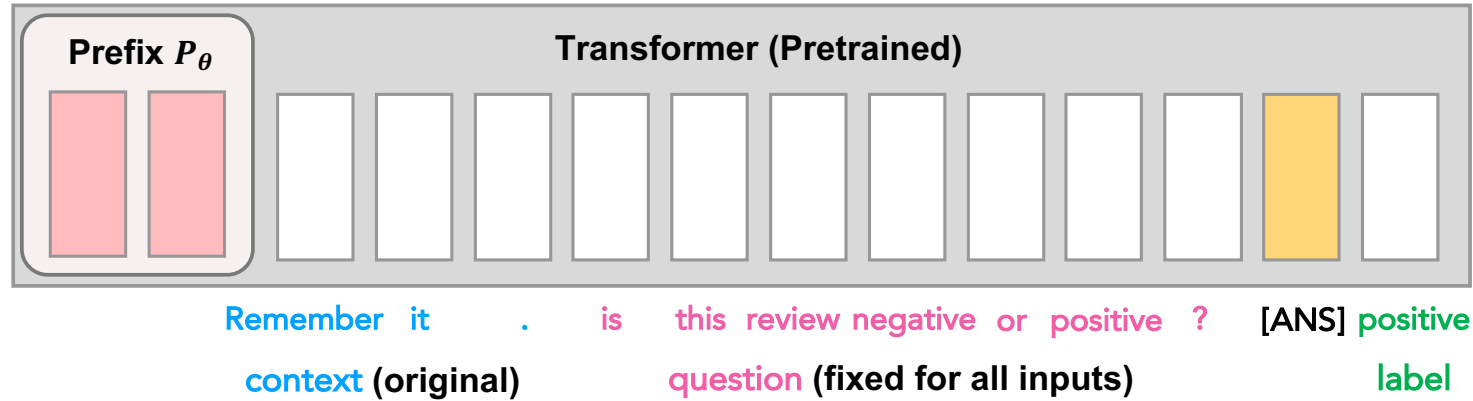 Prefix P_θ
Transformer (Pretrained)
Remember it . is this review negative or positive ? [ANS] positive
context (original) question (fixed for all inputs) label